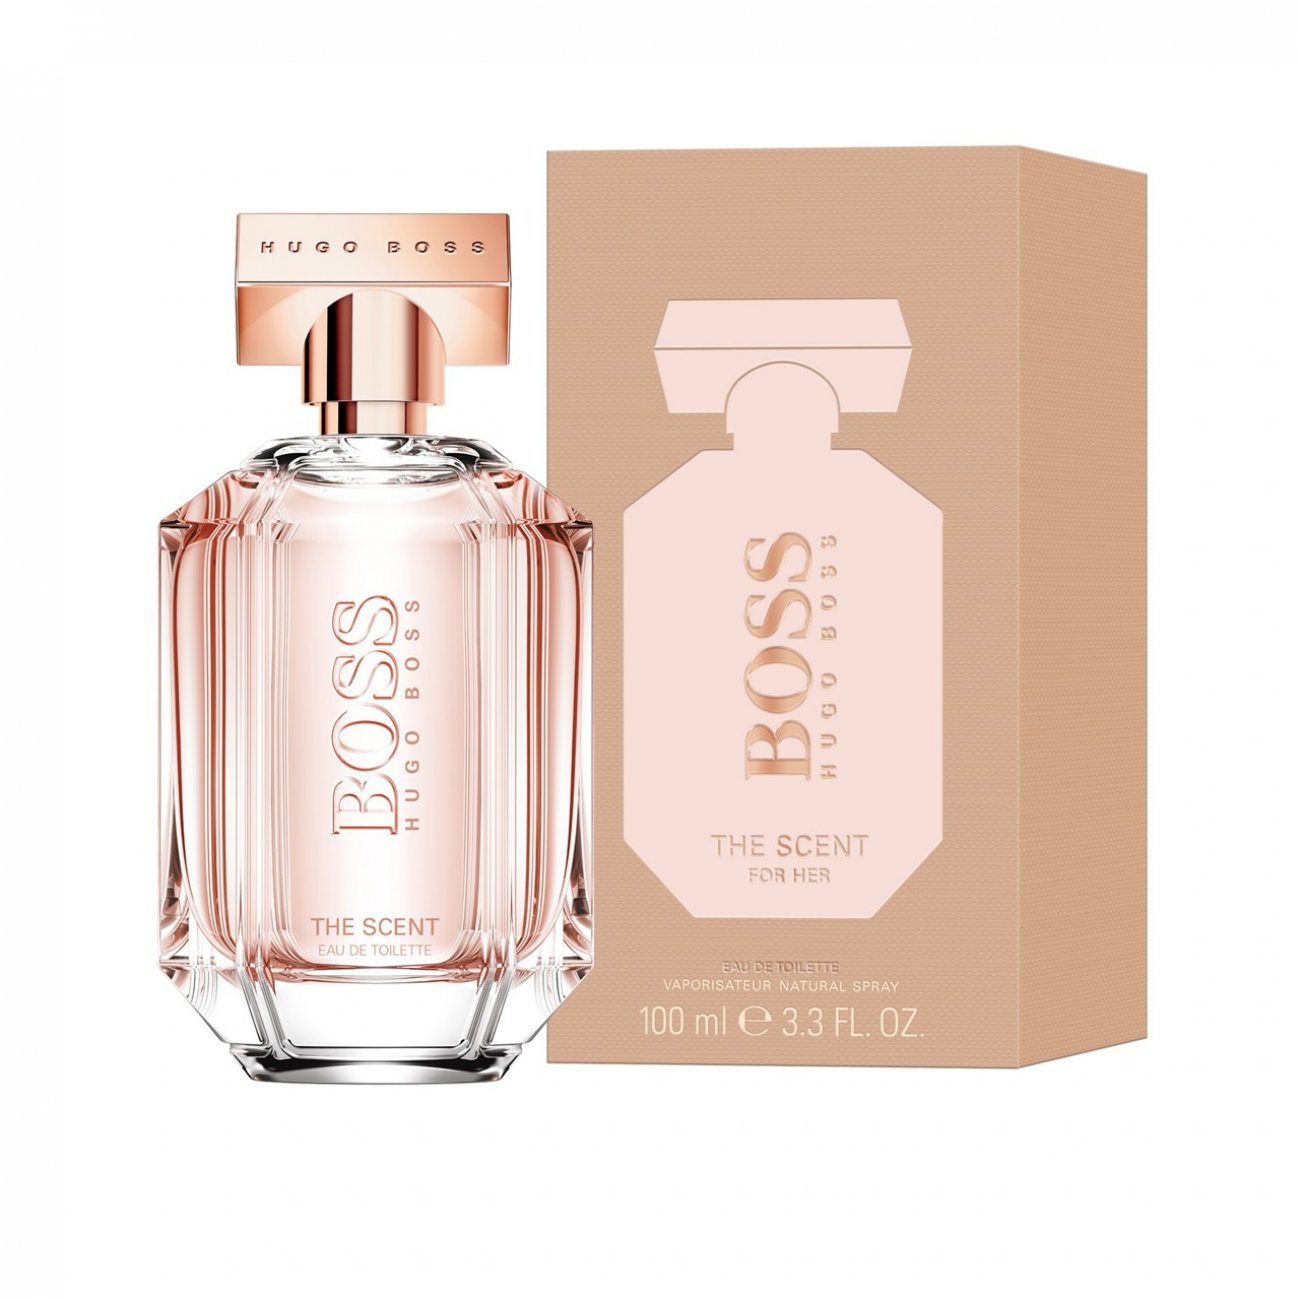 HUGO BOSS
BOSS
HUGO BOSS
THE SCENT
EAU DE TOILETTE
BOSS
HUGO BOSS
THE SCENT
FOR HER
EAU DE TOILETTE
VAPORISATEUR NATURAL SPRAY
100 ml ℮ 3.3 FL. OZ.